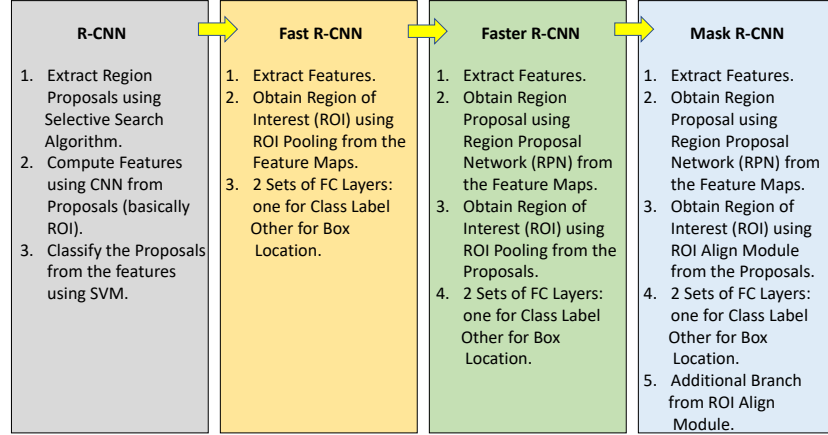 R-CNN
1. Extract Region
Proposals using
Selective Search
Algorithm.
2. Compute Features
using CNN from
Proposals (basically
ROI).
3. Classify the Proposals
from the features
using SVM.
Fast R-CNN
1. Extract Features.
2. Obtain Region of
Interest (ROI) using
ROI Pooling from the
Feature Maps.
3. 2 Sets of FC Layers:
one for Class Label
Other for Box
Location.
Faster R-CNN
1. Extract Features.
2. Obtain Region
Proposal using
Region Proposal
Network (RPN) from
the Feature Maps.
3. Obtain Region of
Interest (ROI) using
ROI Pooling from the
Proposals.
4. 2 Sets of FC Layers:
one for Class Label
Other for Box
Location.
Mask R-CNN
1. Extract Features.
2. Obtain Region
Proposal using
Region Proposal
Network (RPN) from
the Feature Maps.
3. Obtain Region of
Interest (ROI) using
ROI Align Module
from the Proposals.
4. 2 Sets of FC Layers:
one for Class Label
Other for Box
Location.
5. Additional Branch
from ROI Align
Module.